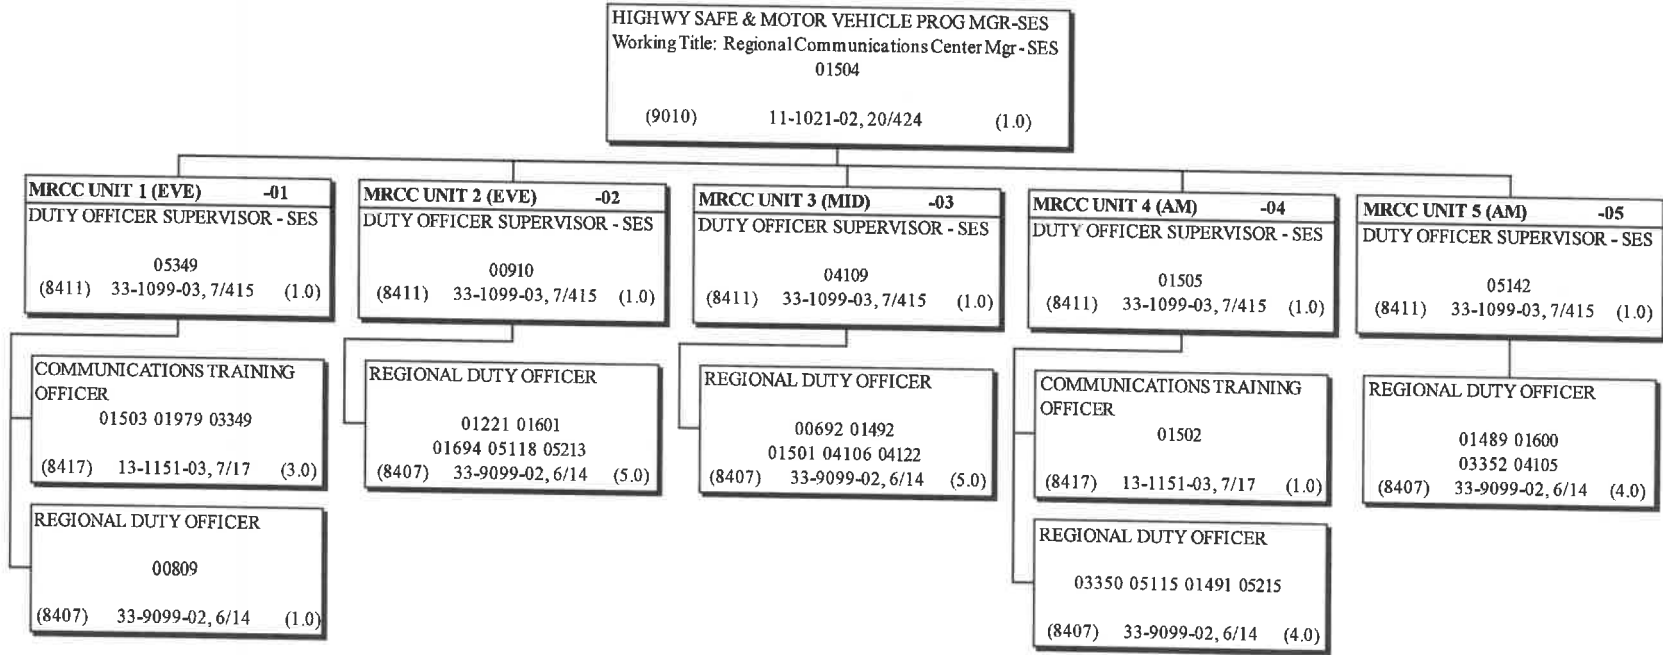 HIGHWY SAFE & MOTOR VEHICLE PROG MGR-SES
Working Title: Regional Communications Center Mgr - SES
01504
(9010) 11-1021-02, 20/424 (1.0)
MRCC UNIT 1 (EVE) -01
DUTY OFFICER SUPERVISOR - SES
05349
(8411) 33-1099-03, 7/415 (1.0)
COMMUNICATIONS TRAINING
OFFICER
01503 01979 03349
(8417) 13-1151-03, 7/17 (3.0)
REGIONAL DUTY OFFICER
00809
(8407) 33-9099-02, 6/14 (1.0)
MRCC UNIT 2 (EVE) -02
DUTY OFFICER SUPERVISOR - SES
00910
(8411) 33-1099-03, 7/415 (1.0)
REGIONAL DUTY OFFICER
01221 01601
01694 05118 05213
(8407) 33-9099-02, 6/14 (5.0)
MRCC UNIT 3 (MID) -03
DUTY OFFICER SUPERVISOR - SES
04109
(8411) 33-1099-03, 7/415 (1.0)
REGIONAL DUTY OFFICER
00692 01492
01501 04106 04122
(8407) 33-9099-02, 6/14 (5.0)
MRCC UNIT 4 (AM) -04
DUTY OFFICER SUPERVISOR - SES
01505
(8411) 33-1099-03, 7/415 (1.0)
COMMUNICATIONS TRAINING
OFFICER
01502
(8417) 13-1151-03, 7/17 (1.0)
REGIONAL DUTY OFFICER
03350 05115 01491 05215
(8407) 33-9099-02, 6/14 (4.0)
MRCC UNIT 5 (AM) -05
DUTY OFFICER SUPERVISOR - SES
05142
(8411) 33-1099-03, 7/415 (1.0)
REGIONAL DUTY OFFICER
01489 01600
03352 04105
(8407) 33-9099-02, 6/14 (4.0)